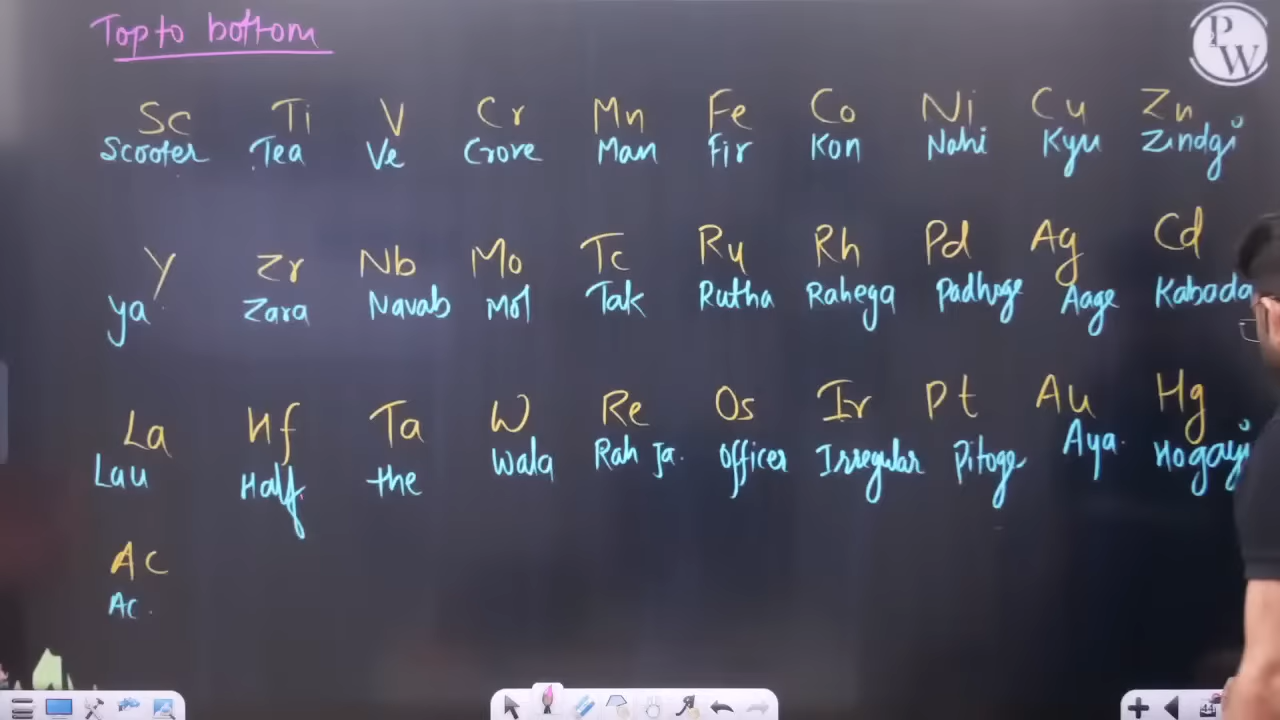 Top to bottom
PW
Sc Ti V Cr Mn Fe Co Ni Cu Zn
Scooter Tea Ve Crore Man Fir Kon Nahi Kyu Zindgi
Y Zr Nb Mo Tc Ru Rh Pd Ag Cd
ya Zara Navab Mol Tak Rutha Rahega Padhoge Aage Kabada
La Hf Ta W Re Os Ir Pt Au Hg
Lau Half the Wala Rah Ja. Officer Irregular Pitoge Aya. Hogayi
Ac
Ac.